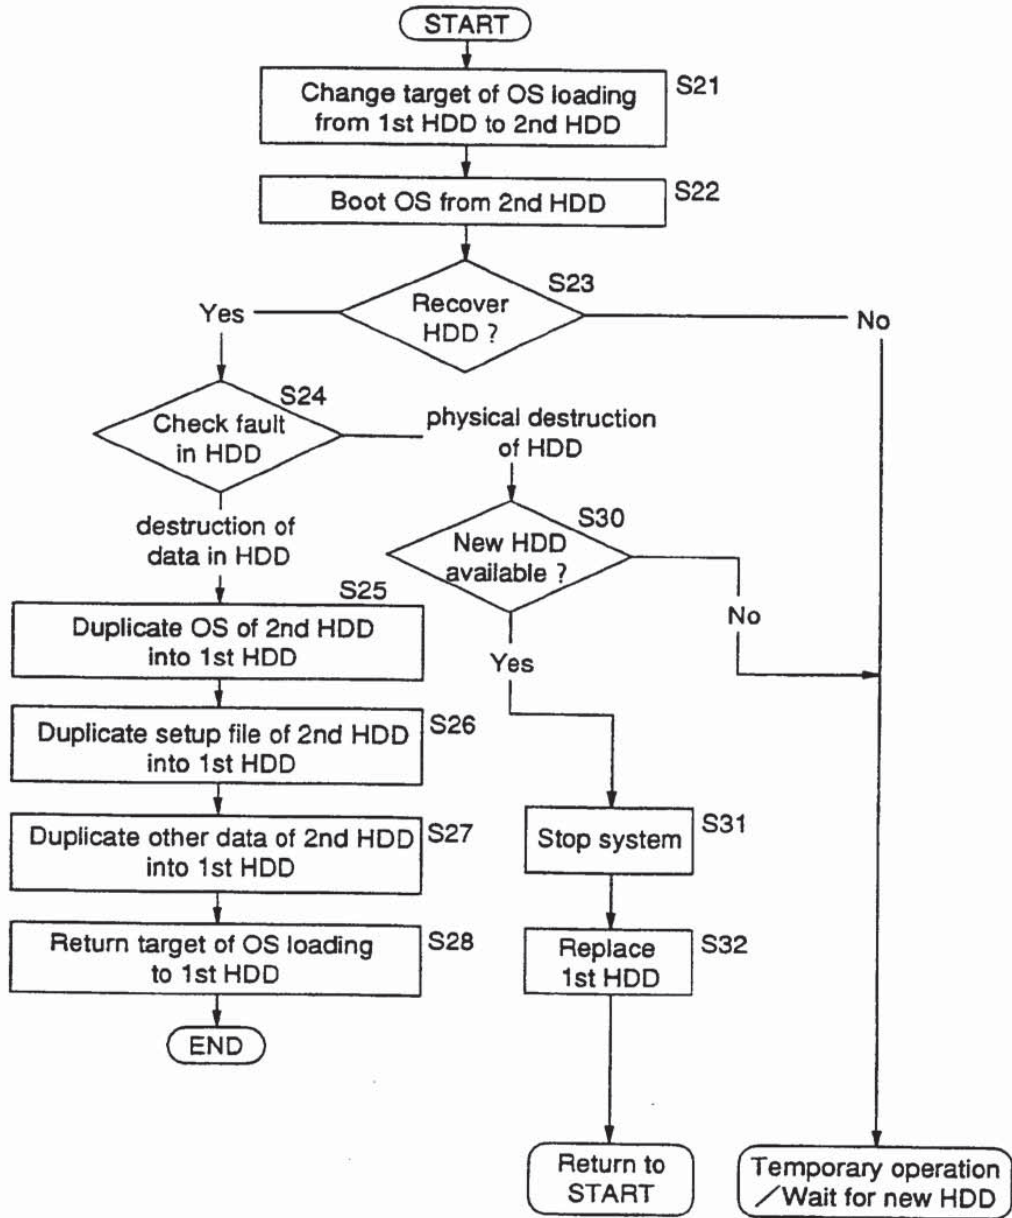 START
Change target of OS loading
from 1st HDD to 2nd HDD
S21
Boot OS from 2nd HDD
S22
Recover
HDD ?
S23
Yes
No
Check fault
in HDD
S24
physical destruction
of HDD
destruction of
data in HDD
New HDD
available ?
S30
No
Yes
S25
Duplicate OS of 2nd HDD
into 1st HDD
Duplicate setup file of 2nd HDD
into 1st HDD
S26
Duplicate other data of 2nd HDD
into 1st HDD
S27
Return target of OS loading
to 1st HDD
S28
END
Stop system
S31
Replace
1st HDD
S32
Return to
START
Temporary operation
/Wait for new HDD